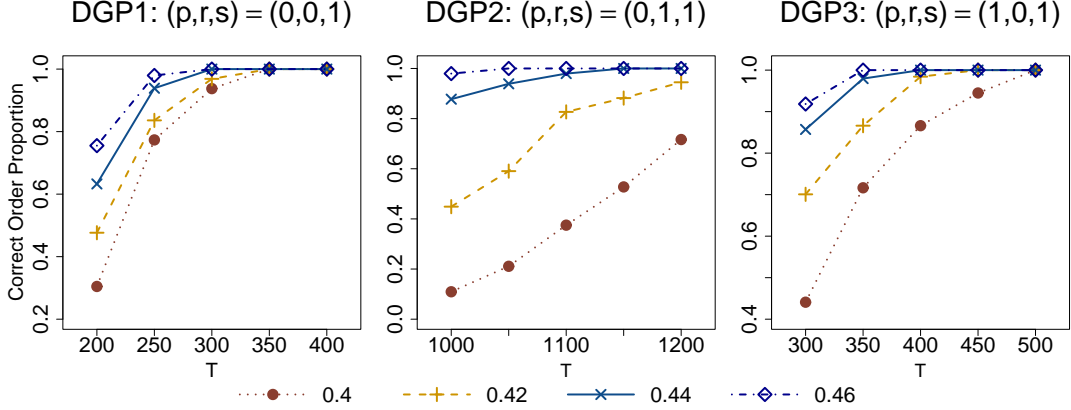 DGP1: (p,r,s) = (0,0,1)
DGP2: (p,r,s) = (0,1,1)
DGP3: (p,r,s) = (1,0,1)
Correct Order Proportion
0.2 0.4 0.6 0.8 1.0
200 250 300 350 400
T
0.0 0.2 0.4 0.6 0.8 1.0
1000 1100 1200
T
0.4 0.6 0.8 1.0
300 350 400 450 500
T
0.4 0.42 0.44 0.46